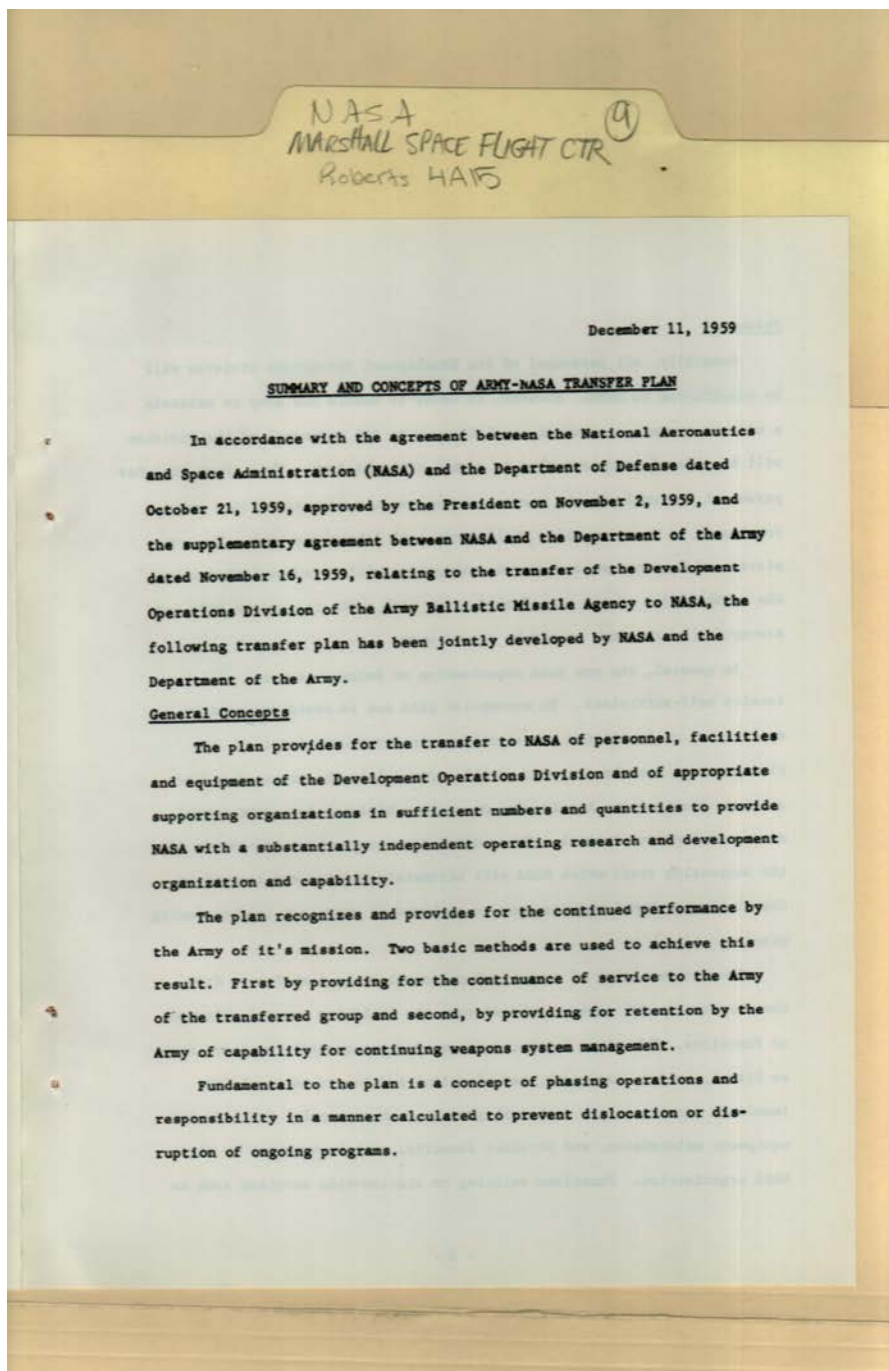 NASA
MARSHALL SPACE FLIGHT CTR 9
Roberts 4A15
December 11, 1959
SUMMARY AND CONCEPTS OF ARMY-NASA TRANSFER PLAN
In accordance with the agreement between the National Aeronautics
and Space Administration (NASA) and the Department of Defense dated
October 21, 1959, approved by the President on November 2, 1959, and
the supplementary agreement between NASA and the Department of the Army
dated November 16, 1959, relating to the transfer of the Development
Operations Division of the Army Ballistic Missile Agency to NASA, the
following transfer plan has been jointly developed by NASA and the
Department of the Army.
General Concepts
The plan provides for the transfer to NASA of personnel, facilities
and equipment of the Development Operations Division and of appropriate
supporting organizations in sufficient numbers and quantities to provide
NASA with a substantially independent operating research and development
organization and capability.
The plan recognizes and provides for the continued performance by
the Army of it's mission. Two basic methods are used to achieve this
result. First by providing for the continuance of service to the Army
of the transferred group and second, by providing for retention by the
Army of capability for continuing weapons system management.
Fundamental to the plan is a concept of phasing operations and
responsibility in a manner calculated to prevent dislocation or dis-
ruption of ongoing programs.